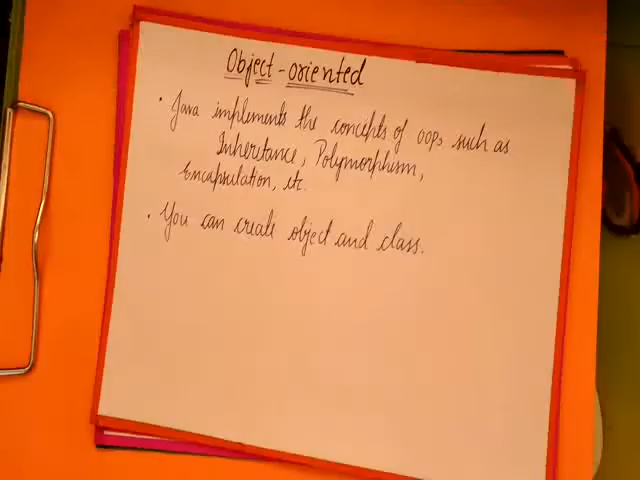 Object-oriented
· Java implements the concepts of OOPs such as
Inheritance, Polymorphism,
Encapsulation, etc.
· You can create object and class.